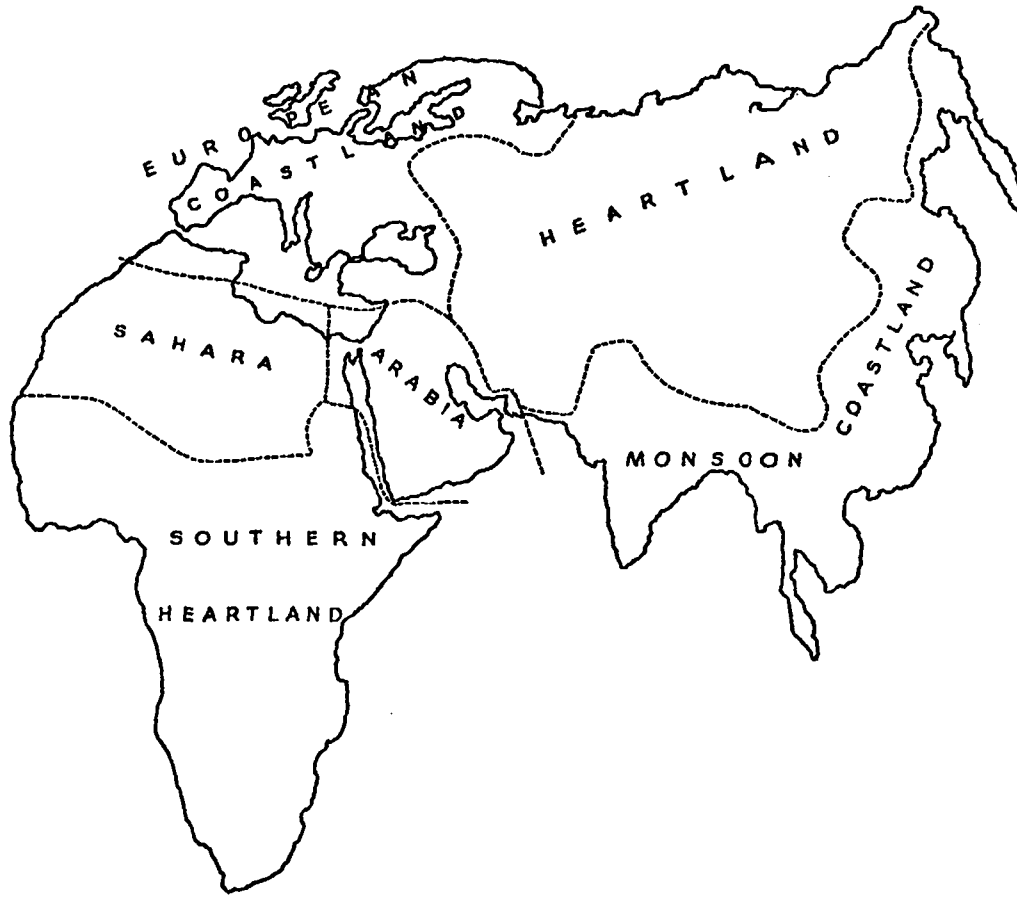 EUROPEAN
COASTLAND
HEARTLAND
SAHARA
ARABIA
MONSOON
COASTLAND
SOUTHERN
HEARTLAND